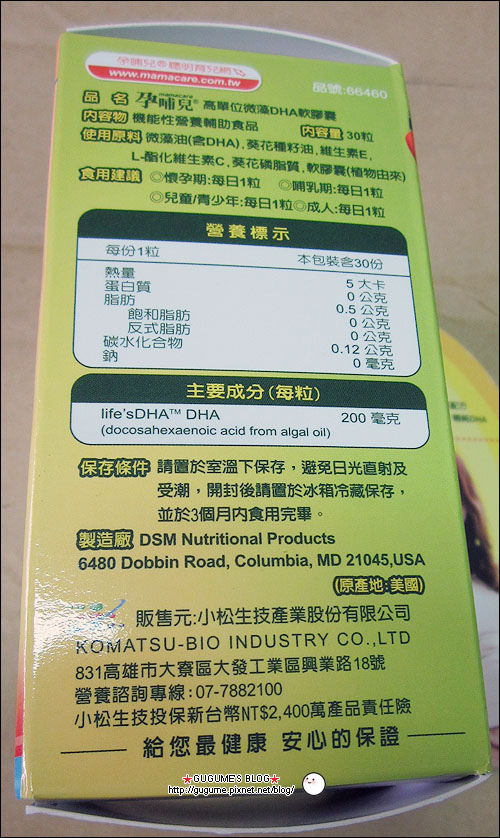 孕哺兒®聰明育兒網
www.mamacare.com.tw
品號:66460
品 名 mamacare 孕哺兒® 高單位微藻DHA軟膠囊
內容物 機能性營養輔助食品 內容量 30粒
使用原料 微藻油(含DHA),葵花種籽油,維生素E,
L-酯化維生素C,葵花磷脂質,軟膠囊(植物由來)
食用建議 ◎懷孕期:每日1粒 ◎哺乳期:每日1粒
◎兒童/青少年:每日1粒◎成人:每日1粒
營養標示
每份1粒 本包裝含30份
熱量 5 大卡
蛋白質 0 公克
脂肪 0.5 公克
飽和脂肪 0 公克
反式脂肪 0 公克
碳水化合物 0.12 公克
鈉 0 毫克
主要成分(每粒)
life'sDHA™ DHA 200 毫克
(docosahexaenoic acid from algal oil)
保存條件 請置於室溫下保存，避免日光直射及
受潮，開封後請置於冰箱冷藏保存，
並於3個月內食用完畢。
製造廠 DSM Nutritional Products
6480 Dobbin Road, Columbia, MD 21045,USA
(原產地:美國)
販售元:小松生技產業股份有限公司
KOMATSU-BIO INDUSTRY CO.,LTD
831高雄市大寮區大發工業區興業路18號
營養諮詢專線:07-7882100
小松生技投保新台幣NT$2,400萬產品責任險
給您最健康 安心的保證
★GUGUME'S BLOG★
http://gugume.pixnet.net/blog/